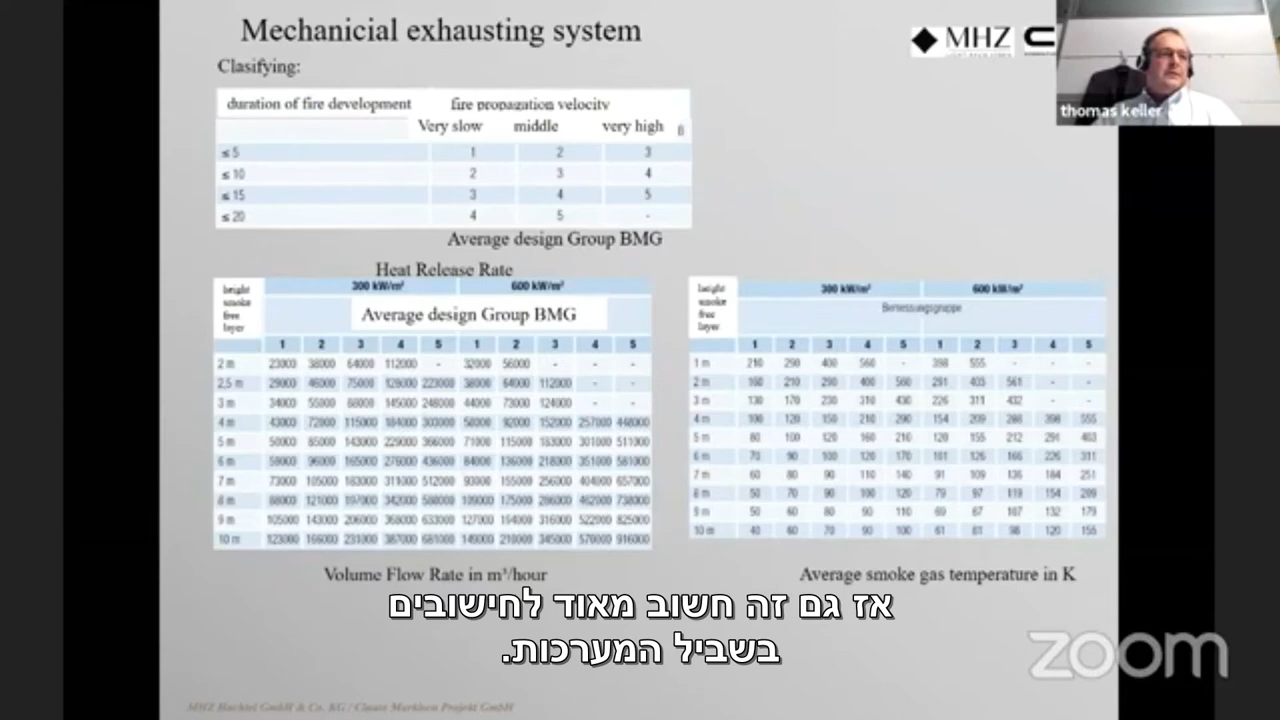 Mechanicial exhausting system
MHZ
thomas keller
Clasifying:
duration of fire development fire propagation velocity
Very slow middle very high
≤ 5 1 2 3
≤ 10 2 3 4
≤ 15 3 4 5
≤ 20 4 5 -
Average design Group BMG
Heat Release Rate
height smoke free layer 300 kW/m² 600 kW/m²
Average design Group BMG
1 2 3 4 5 1 2 3 4 5
2 m 23000 38000 64000 112000 - 32000 56000 - - -
2,5 m 29000 46000 75000 128000 223000 38000 64000 112000 - -
3 m 34000 55000 88000 145000 248000 44000 73000 124000 - -
4 m 43000 72000 115000 184000 303000 58000 92000 152000 257000 448000
5 m 50000 85000 143000 229000 366000 71000 115000 183000 301000 511000
6 m 96000 165000 276000 436000 84000 136000 218000 351000 581000
7 m 73000 105000 183000 311000 512000 93000 155000 256000 404000 657000
8 m 88000 121000 197000 342000 109000 175000 286000 462000 738000
9 m 105000 143000 206000 368000 633000 127000 194000 316000 522000 825000
10 m 123000 166000 231000 387000 681000 210000 345000 570000 916000
Volume Flow Rate in m³/hour
height smoke free layer 300 kW/m² 600 kW/m²
Bemessungsgruppe
1 2 3 4 5 1 2 3 4 5
1 m 210 290 400 560 - 398 555 - - -
2 m 160 210 290 400 560 291 403 561 - -
3 m 130 170 230 310 430 226 311 432 - -
4 m 100 120 150 210 290 154 209 288 398 555
5 m 80 100 120 160 210 120 155 212 291 403
6 m 70 90 100 120 170 101 126 166 226 311
7 m 60 80 90 110 140 91 109 136 184 251
8 m 50 70 90 100 120 79 97 119 154 209
9 m 50 60 80 90 110 69 87 107 132 179
10 m 40 60 70 90 100 61 81 98 120 155
Average smoke gas temperature in K
אז גם זה חשוב מאוד לחישובים
בשביל המערכות.
zoom
MHZ Hachtel GmbH & Co. KG / Clauss Markisen Projekt GmbH